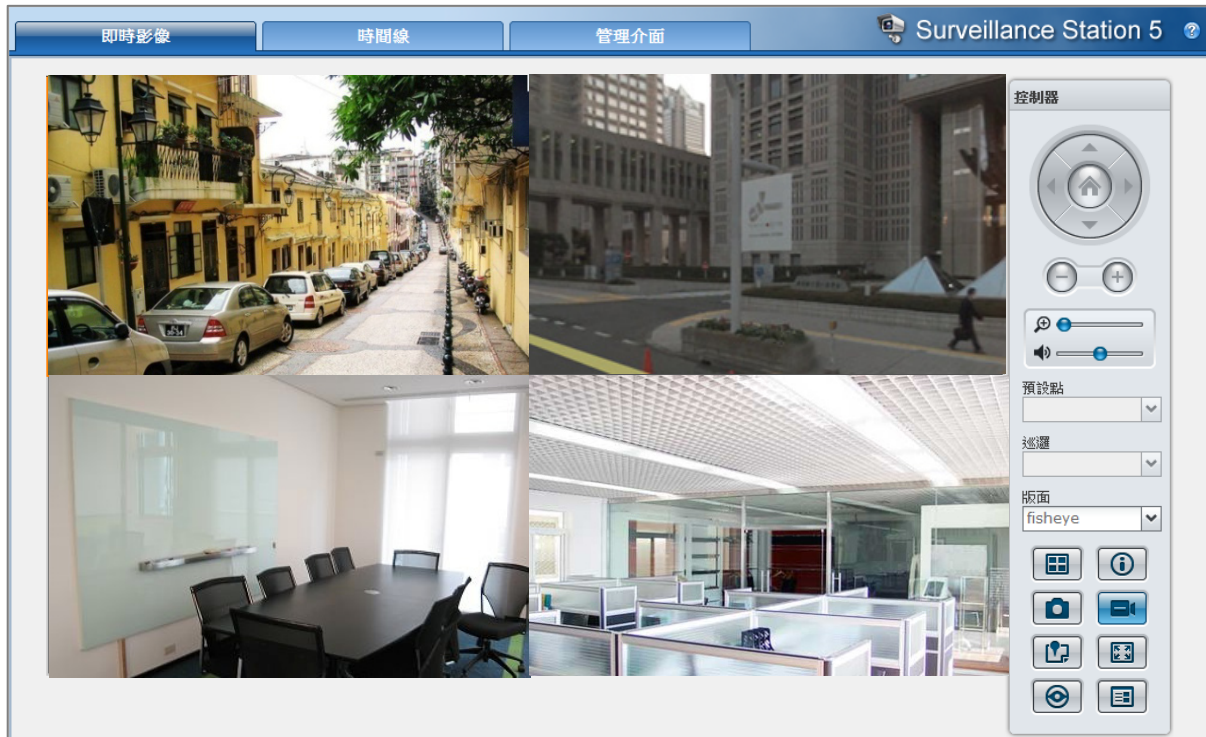 即時影像
時間線
管理介面
Surveillance Station 5
?
控制器
預設點
巡邏
版面
fisheye